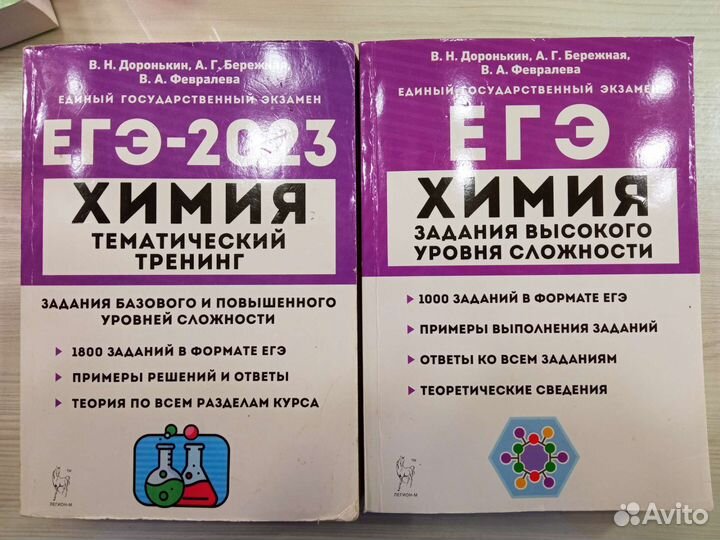 В. Н. Доронькин, А. Г. Бережная,
В. А. Февралева
ЕДИНЫЙ ГОСУДАРСТВЕННЫЙ ЭКЗАМЕН
ЕГЭ-2023
ХИМИЯ
ТЕМАТИЧЕСКИЙ
ТРЕНИНГ
ЗАДАНИЯ БАЗОВОГО И ПОВЫШЕННОГО
УРОВНЕЙ СЛОЖНОСТИ
1800 ЗАДАНИЙ В ФОРМАТЕ ЕГЭ
ПРИМЕРЫ РЕШЕНИЙ И ОТВЕТЫ
ТЕОРИЯ ПО ВСЕМ РАЗДЕЛАМ КУРСА
ЛЕГИОН-М
В. Н. Доронькин, А. Г. Бережная,
В. А. Февралева
ЕДИНЫЙ ГОСУДАРСТВЕННЫЙ ЭКЗАМЕН
ЕГЭ
ХИМИЯ
ЗАДАНИЯ ВЫСОКОГО
УРОВНЯ СЛОЖНОСТИ
1000 ЗАДАНИЙ В ФОРМАТЕ ЕГЭ
ПРИМЕРЫ ВЫПОЛНЕНИЯ ЗАДАНИЙ
ОТВЕТЫ КО ВСЕМ ЗАДАНИЯМ
ТЕОРЕТИЧЕСКИЕ СВЕДЕНИЯ
ЛЕГИОН-М
Avito